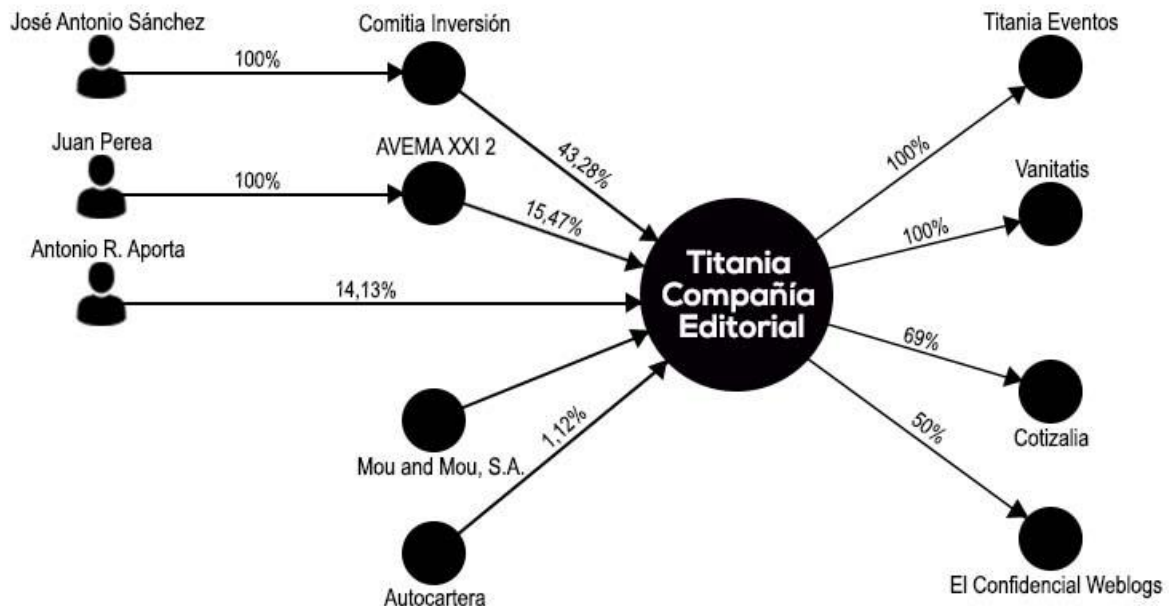 José Antonio Sánchez
100%
Comitia Inversión
43,28%
Juan Perea
100%
AVEMA XXI 2
15,47%
Antonio R. Aporta
14,13%
Mou and Mou, S.A.
1,12%
Autocartera
Titania
Compañía
Editorial
100%
Titania Eventos
100%
Vanitatis
69%
Cotizalia
50%
El Confidencial Weblogs